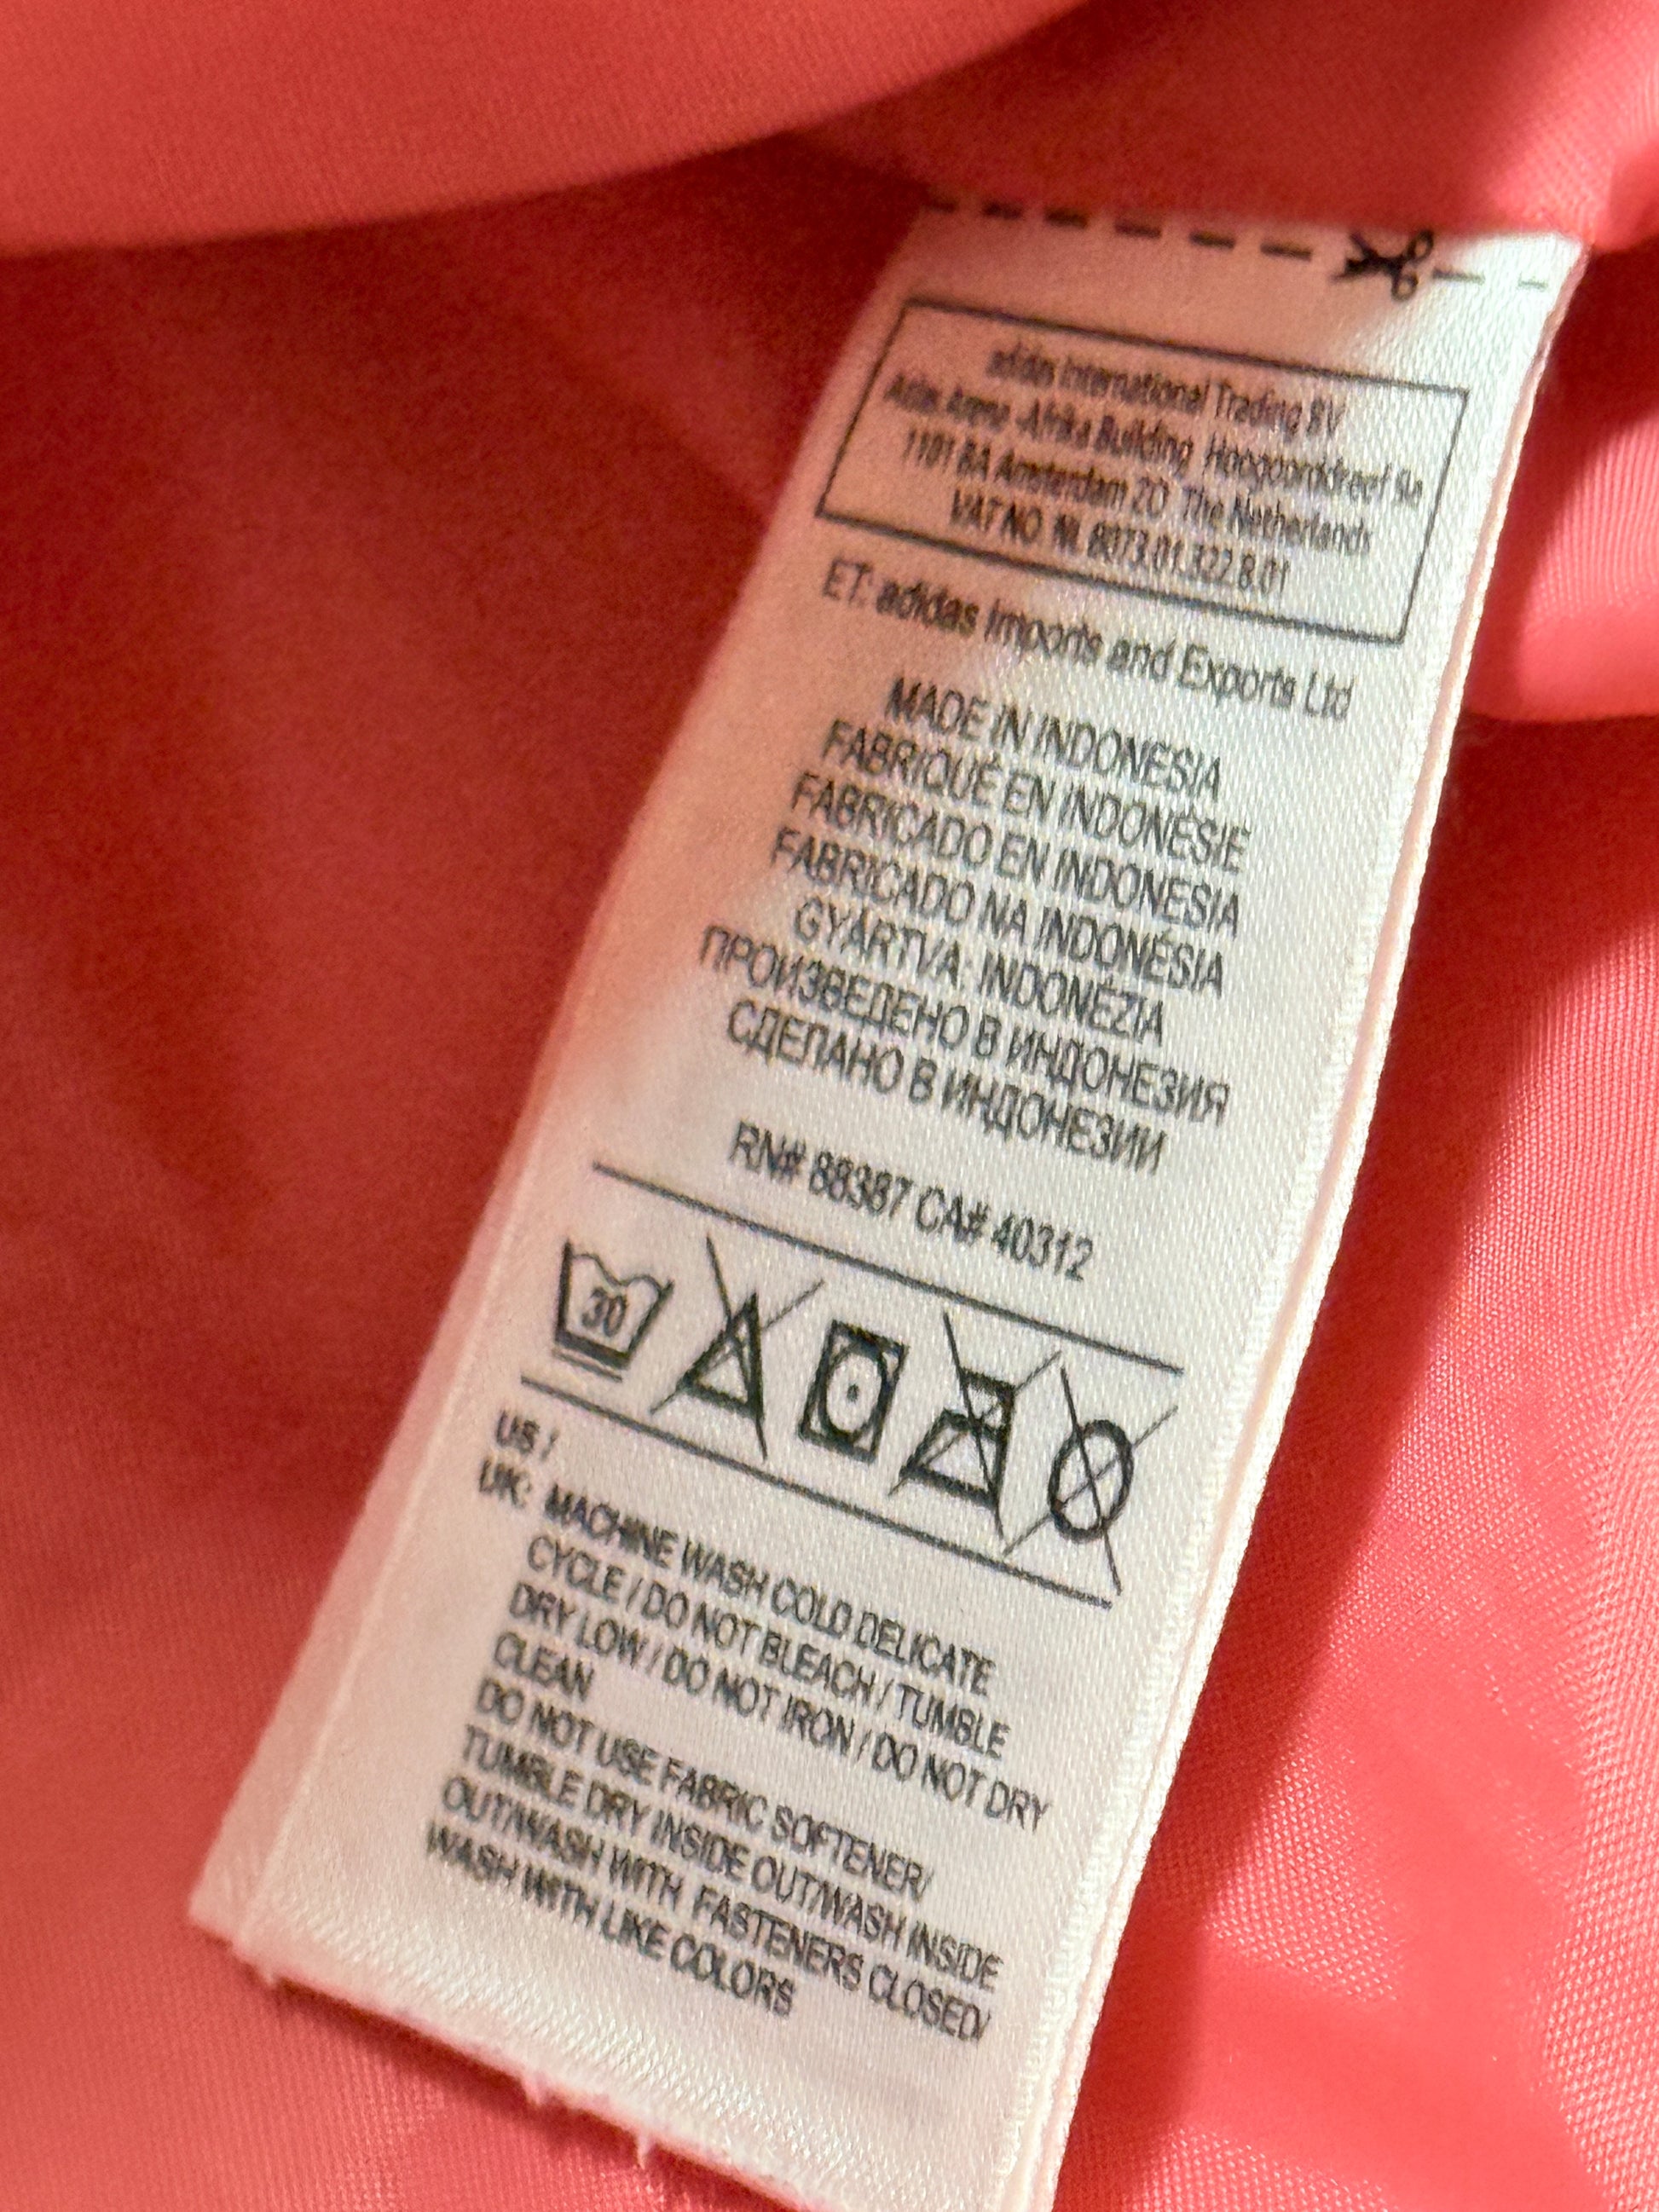 adidas International Trading BV
Adidas Arena -Afrika Building Hoogoorddreef 9a
1101 BA Amsterdam ZO The Netherlands
VAT NO NL 8073.01.322.B.01
ET: adidas Imports and Exports Ltd
MADE IN INDONESIA
FABRIQUÉ EN INDONÉSIE
FABRICADO EN INDONESIA
FABRICADO NA INDONÉSIA
GYÁRTVA: INDONÉZIA
ПРОИЗВЕДЕНО В ИНДОНЕЗИЯ
СДЕЛАНО В ИНДОНЕЗИИ
RN# 88387 CA# 40312
30
US /
UK: MACHINE WASH COLD DELICATE
CYCLE / DO NOT BLEACH / TUMBLE
DRY LOW / DO NOT IRON / DO NOT DRY
CLEAN
DO NOT USE FABRIC SOFTENER/
TUMBLE DRY INSIDE OUT/WASH INSIDE
OUT/WASH WITH FASTENERS CLOSED/
WASH WITH LIKE COLORS